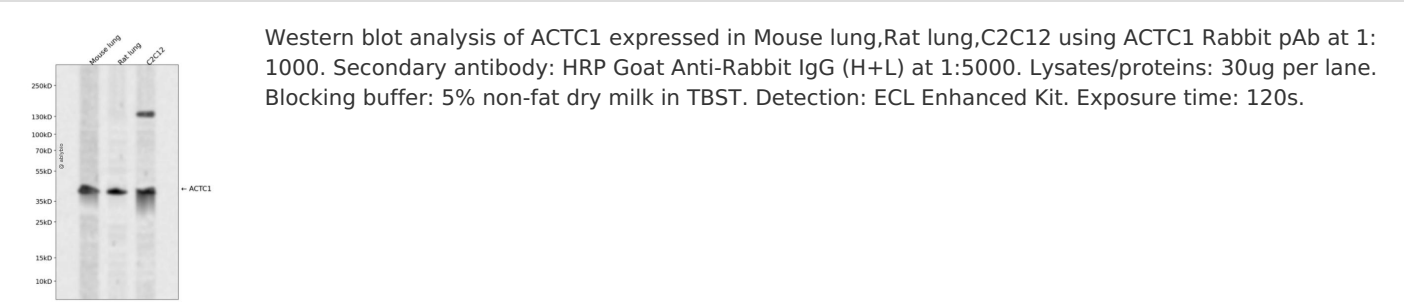 Mouse lung
Rat lung
C2C12
250kD
130kD
100kD
70kD
55kD
35kD
25kD
15kD
10kD
@ ablybio
← ACTC1
Western blot analysis of ACTC1 expressed in Mouse lung,Rat lung,C2C12 using ACTC1 Rabbit pAb at 1:
1000. Secondary antibody: HRP Goat Anti-Rabbit IgG (H+L) at 1:5000. Lysates/proteins: 30ug per lane.
Blocking buffer: 5% non-fat dry milk in TBST. Detection: ECL Enhanced Kit. Exposure time: 120s.